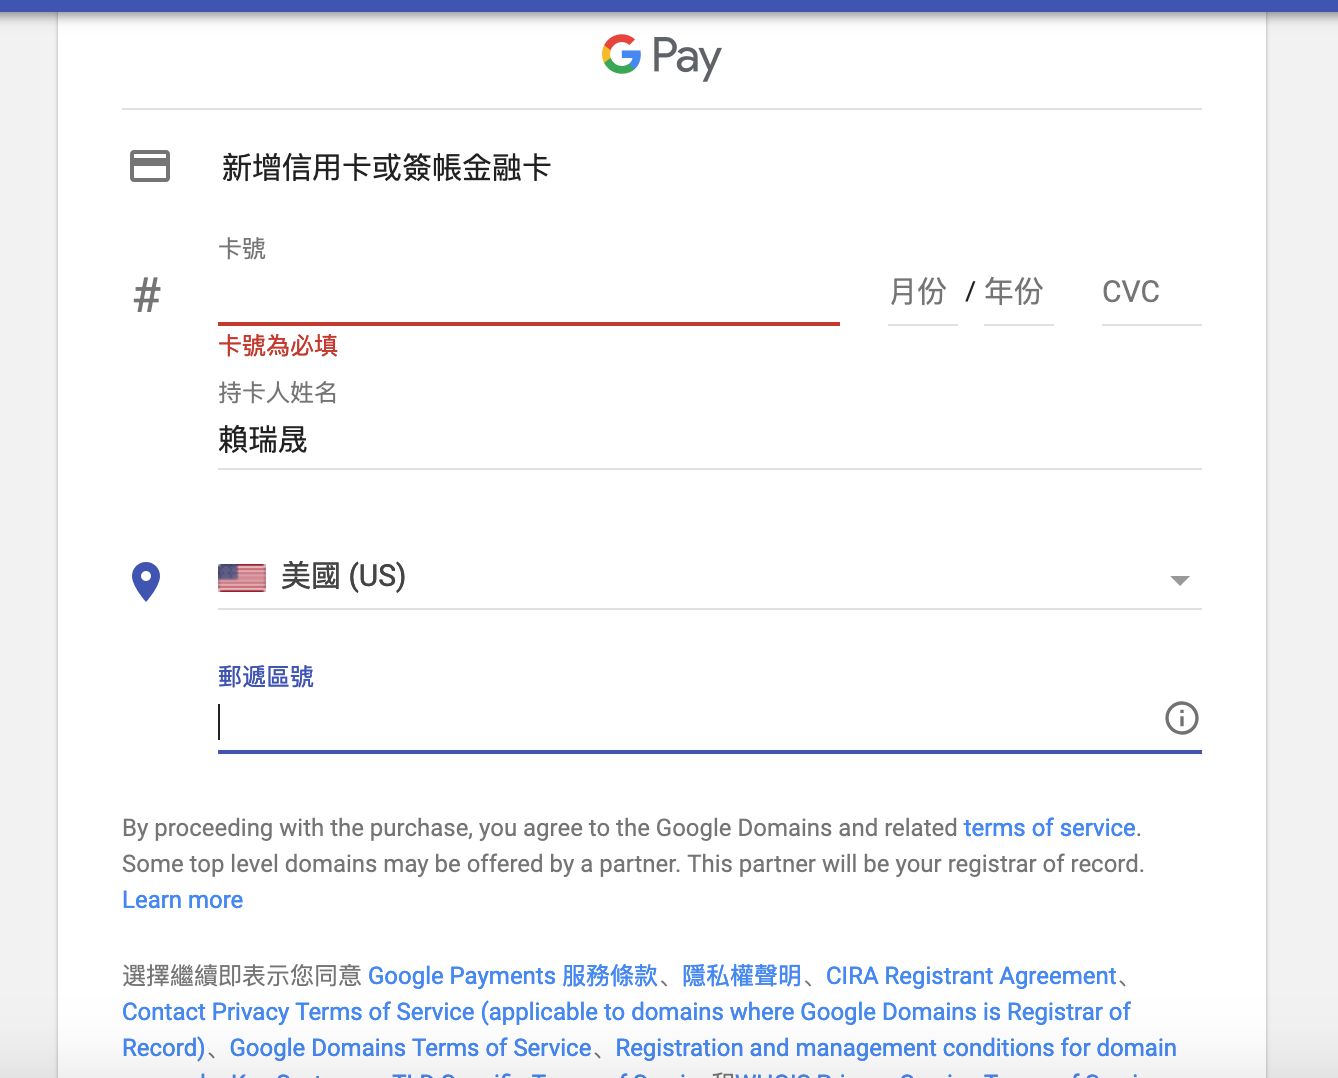 G Pay
新增信用卡或簽帳金融卡
卡號
# 月份 / 年份 CVC
卡號為必填
持卡人姓名
賴瑞晟
美國 (US)
郵遞區號
By proceeding with the purchase, you agree to the Google Domains and related terms of service.
Some top level domains may be offered by a partner. This partner will be your registrar of record.
Learn more
選擇繼續即表示您同意 Google Payments 服務條款、隱私權聲明、CIRA Registrant Agreement、
Contact Privacy Terms of Service (applicable to domains where Google Domains is Registrar of
Record)、Google Domains Terms of Service、Registration and management conditions for domain